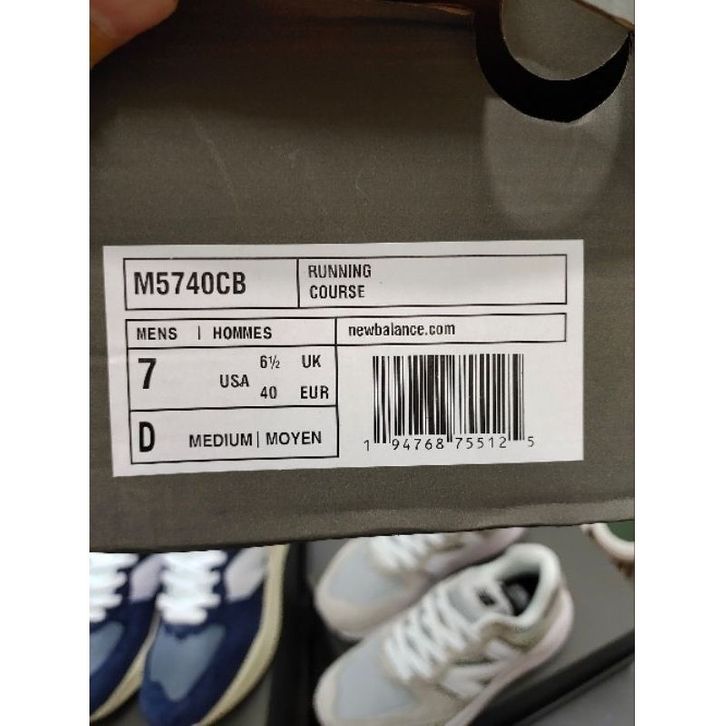 M5740CB
RUNNING
COURSE
MENS | HOMMES
newbalance.com
7 USA 6½ UK
40 EUR
D MEDIUM | MOYEN
1 94768 75512 5
N